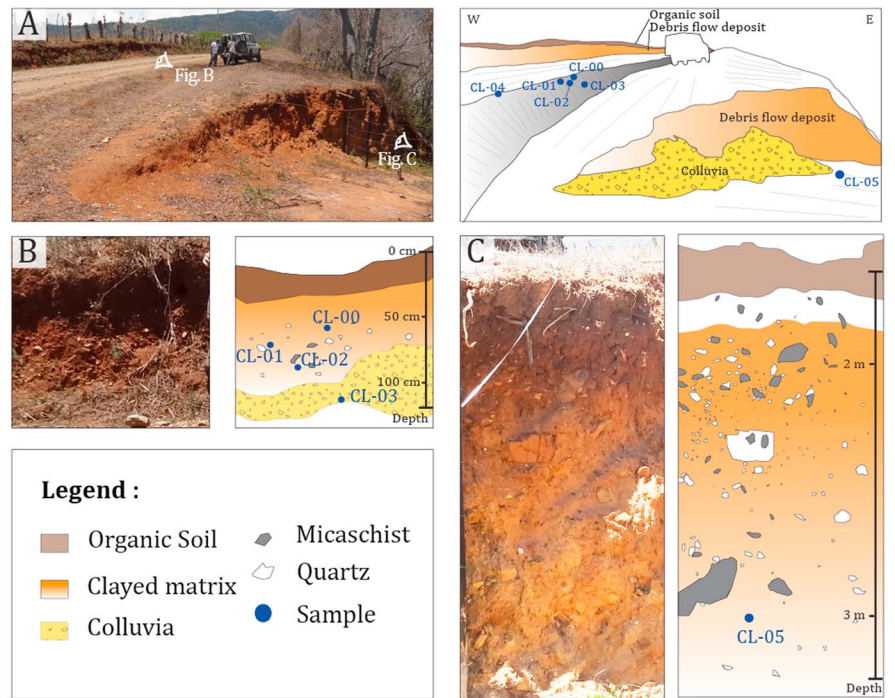 A
Fig. B
Fig. C
W
E
Organic soil
Debris flow deposit
CL-00
CL-01
CL-03
CL-04
CL-02
Debris flow deposit
Colluvia
CL-05
B
0 cm
50 cm
CL-00
CL-01
CL-02
100 cm
CL-03
Depth
C
2 m
3 m
CL-05
Depth
Legend :
Organic Soil
Clayed matrix
Colluvia
Micaschist
Quartz
Sample